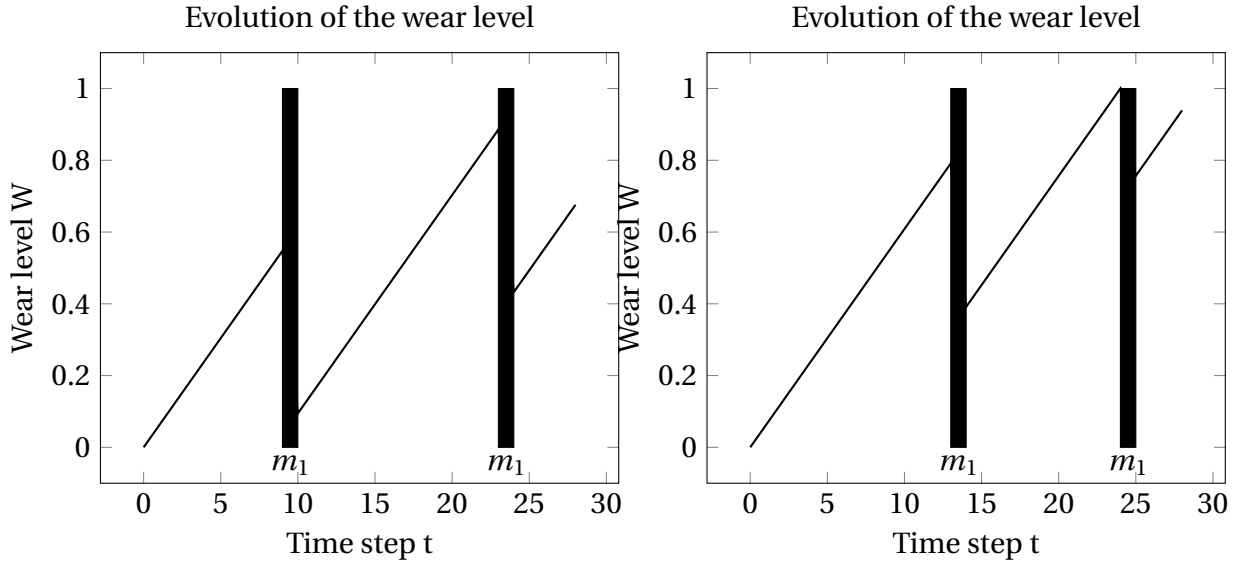 Evolution of the wear level
Wear level W
1
0.8
0.6
0.4
0.2
0
m1
m1
0 5 10 15 20 25 30
Time step t
Evolution of the wear level
Wear level W
1
0.8
0.6
0.4
0.2
0
m1
m1
0 5 10 15 20 25 30
Time step t